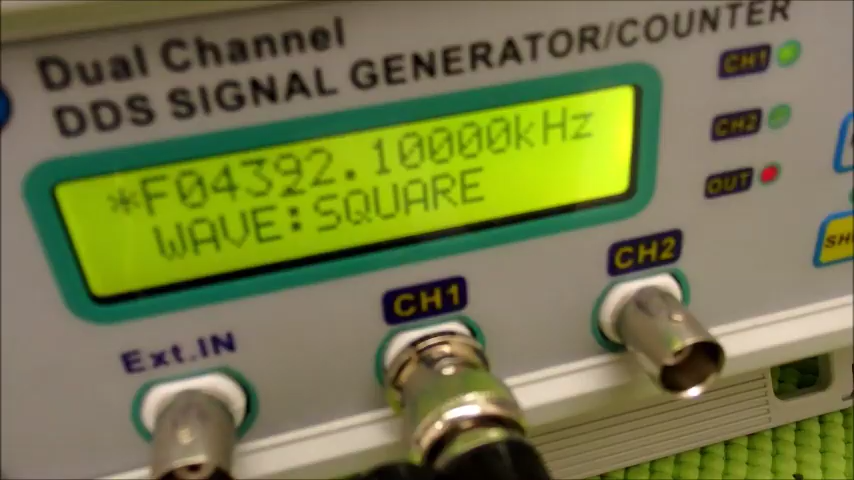 Dual Channel
DDS SIGNAL GENERATOR/COUNTER
CH1
CH2
OUT
*F04392.10000kHz
WAVE:SQUARE
CH1
CH2
Ext.IN